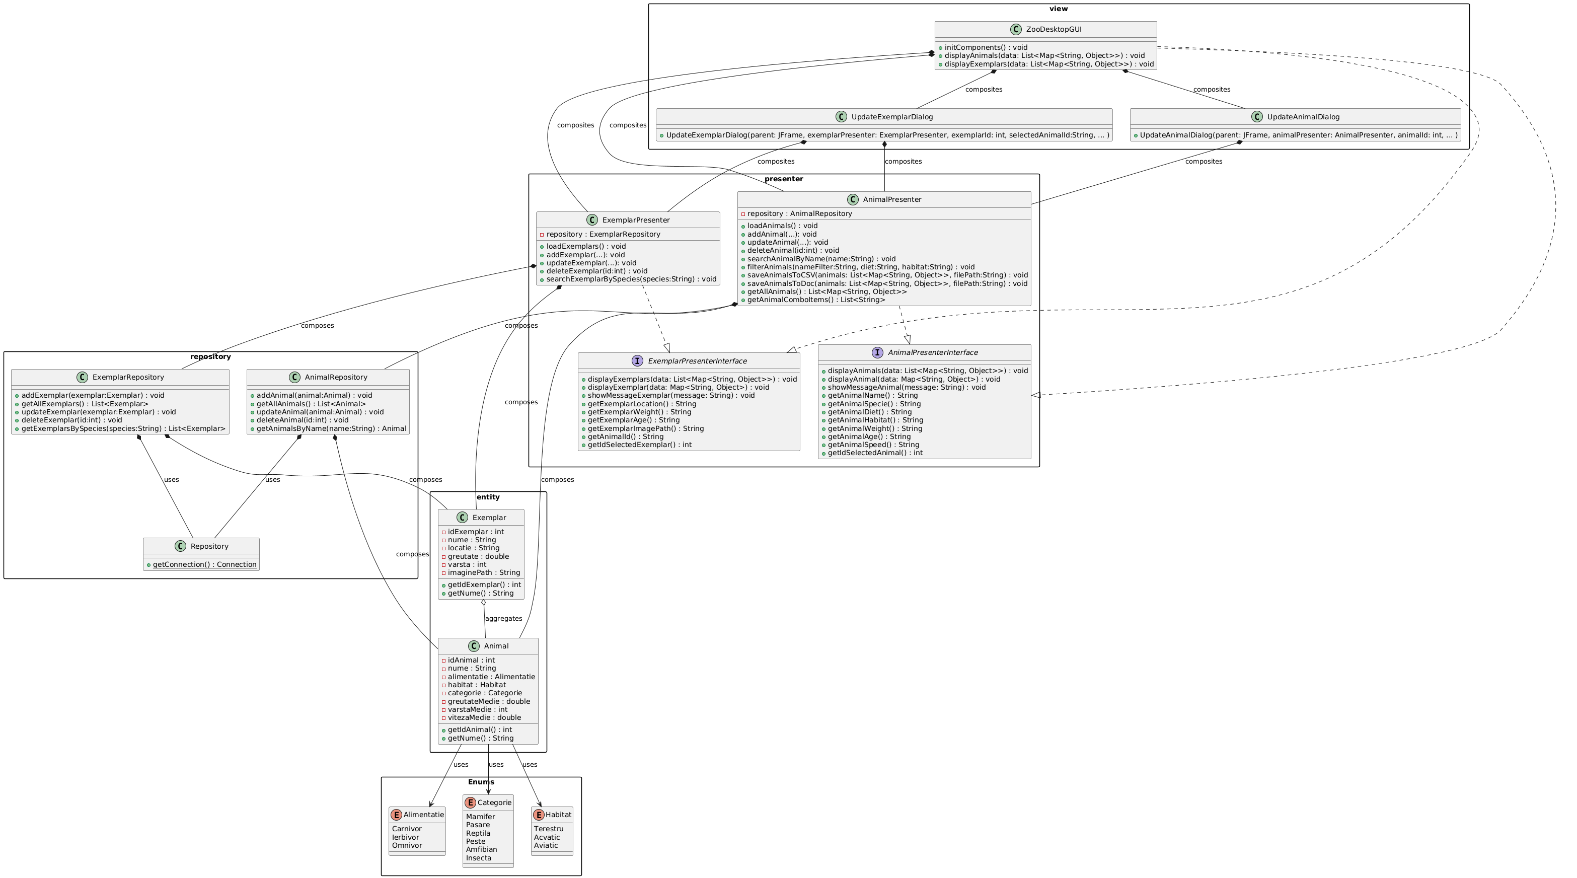 view
C ZooDesktopGUI
initComponents() : void
displayAnimals(data: List<Map<String, Object>>) : void
displayExemplars(data: List<Map<String, Object>>) : void
composites
composites
composites
composites
C UpdateExemplarDialog
UpdateExemplarDialog(parent: JFrame, exemplarPresenter: ExemplarPresenter, exemplarId: int, selectedAnimalId:String, ... )
C UpdateAnimalDialog
UpdateAnimalDialog(parent: JFrame, animalPresenter: AnimalPresenter, animalId: int, ... )
composites
composites
composites
presenter
C ExemplarPresenter
repository : ExemplarRepository
loadExemplars() : void
addExemplar(...): void
updateExemplar(...): void
deleteExemplar(id:int) : void
searchExemplarBySpecies(species:String) : void
C AnimalPresenter
repository : AnimalRepository
loadAnimals() : void
addAnimal(...): void
updateAnimal(...): void
deleteAnimal(id:int) : void
searchAnimalByName(name:String) : void
filterAnimals(nameFilter:String, diet:String, habitat:String) : void
saveAnimalsToCSV(animals: List<Map<String, Object>>, filePath:String) : void
saveAnimalsToDoc(animals: List<Map<String, Object>>, filePath:String) : void
getAllAnimals() : List<Map<String, Object>>
getAnimalComboItems() : List<String>
composes
composes
composes
composes
I ExemplarPresenterInterface
displayExemplars(data: List<Map<String, Object>>) : void
displayExemplar(data: Map<String, Object>) : void
showMessageExemplar(message: String) : void
getExemplarLocation() : String
getExemplarWeight() : String
getExemplarAge() : String
getExemplarImagePath() : String
getAnimalId() : String
getIdSelectedExemplar() : int
I AnimalPresenterInterface
displayAnimals(data: List<Map<String, Object>>) : void
displayAnimal(data: Map<String, Object>) : void
showMessageAnimal(message: String) : void
getAnimalName() : String
getAnimalSpecie() : String
getAnimalDiet() : String
getAnimalHabitat() : String
getAnimalWeight() : String
getAnimalAge() : String
getAnimalSpeed() : String
getIdSelectedAnimal() : int
repository
C ExemplarRepository
addExemplar(exemplar:Exemplar) : void
getAllExemplars() : List<Exemplar>
updateExemplar(exemplar:Exemplar) : void
deleteExemplar(id:int) : void
getExemplarsBySpecies(species:String) : List<Exemplar>
C AnimalRepository
addAnimal(animal:Animal) : void
getAllAnimals() : List<Animal>
updateAnimal(animal:Animal) : void
deleteAnimal(id:int) : void
getAnimalsByName(name:String) : Animal
uses
uses
composes
composes
C Repository
getConnection() : Connection
entity
C Exemplar
idExemplar : int
nume : String
locatie : String
greutate : double
varsta : int
imaginePath : String
getIdExemplar() : int
getNume() : String
aggregates
C Animal
idAnimal : int
nume : String
alimentatie : Alimentatie
habitat : Habitat
categorie : Categorie
greutateMedie : double
varstaMedie : int
vitezaMedie : double
getIdAnimal() : int
getNume() : String
uses
uses
uses
Enums
E Alimentatie
Carnivor
Ierbivor
Omnivor
E Categorie
Mamifer
Pasare
Reptila
Peste
Amfibian
Insecta
E Habitat
Terestru
Acvatic
Aviatic